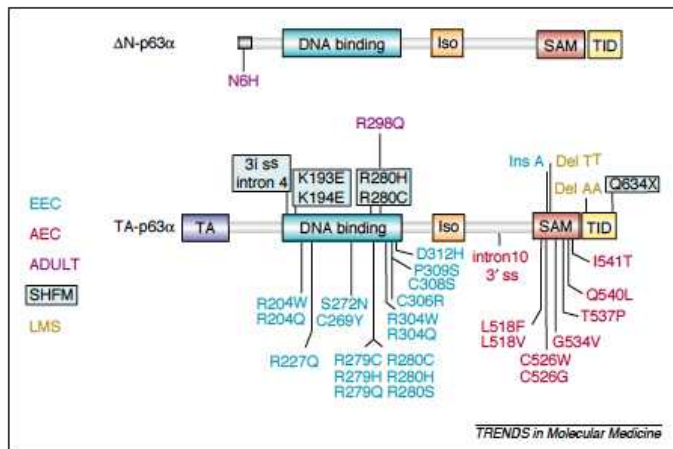 ΔN-p63α
DNA binding
Iso
SAM
TID
N6H
R298Q
3i ss
intron 4
K193E
K194E
R280H
R280C
Ins A
Del TT
Del AA
Q634X
EEC
AEC
ADULT
SHFM
LMS
TA-p63α
TA
DNA binding
Iso
SAM
TID
intron10
3' ss
D312H
P309S
C308S
C306R
R304W
R304Q
S272N
C269Y
R204W
R204Q
R227Q
R279C R280C
R279H R280H
R279Q R280S
I541T
Q540L
T537P
L518F
L518V
G534V
C526W
C526G
TRENDS in Molecular Medicine